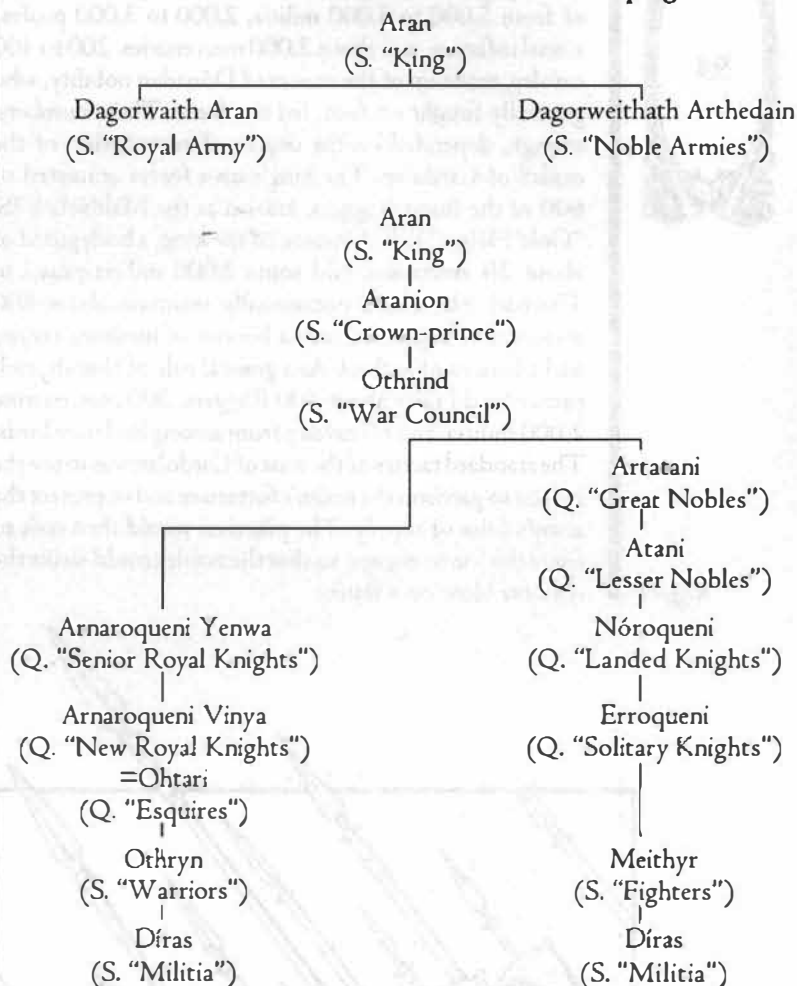 Aran
(S. "King")
Dagorwaith Aran
(S. "Royal Army")
Dagorweithath Arthedain
(S. "Noble Armies")
Aran
(S. "King")
Aranion
(S. "Crown-prince")
Othrind
(S. "War Council")
Arnaroqueni Yenwa
(Q. "Senior Royal Knights")
Arnaroqueni Vinya
(Q. "New Royal Knights")
=Ohtari
(Q. "Esquires")
Othryn
(S. "Warriors")
Díras
(S. "Militia")
Artatani
(Q. "Great Nobles")
Atani
(Q. "Lesser Nobles")
Nóroqueni
(Q. "Landed Knights")
Erroqueni
(Q. "Solitary Knights")
Meithyr
(S. "Fighters")
Díras
(S. "Militia")